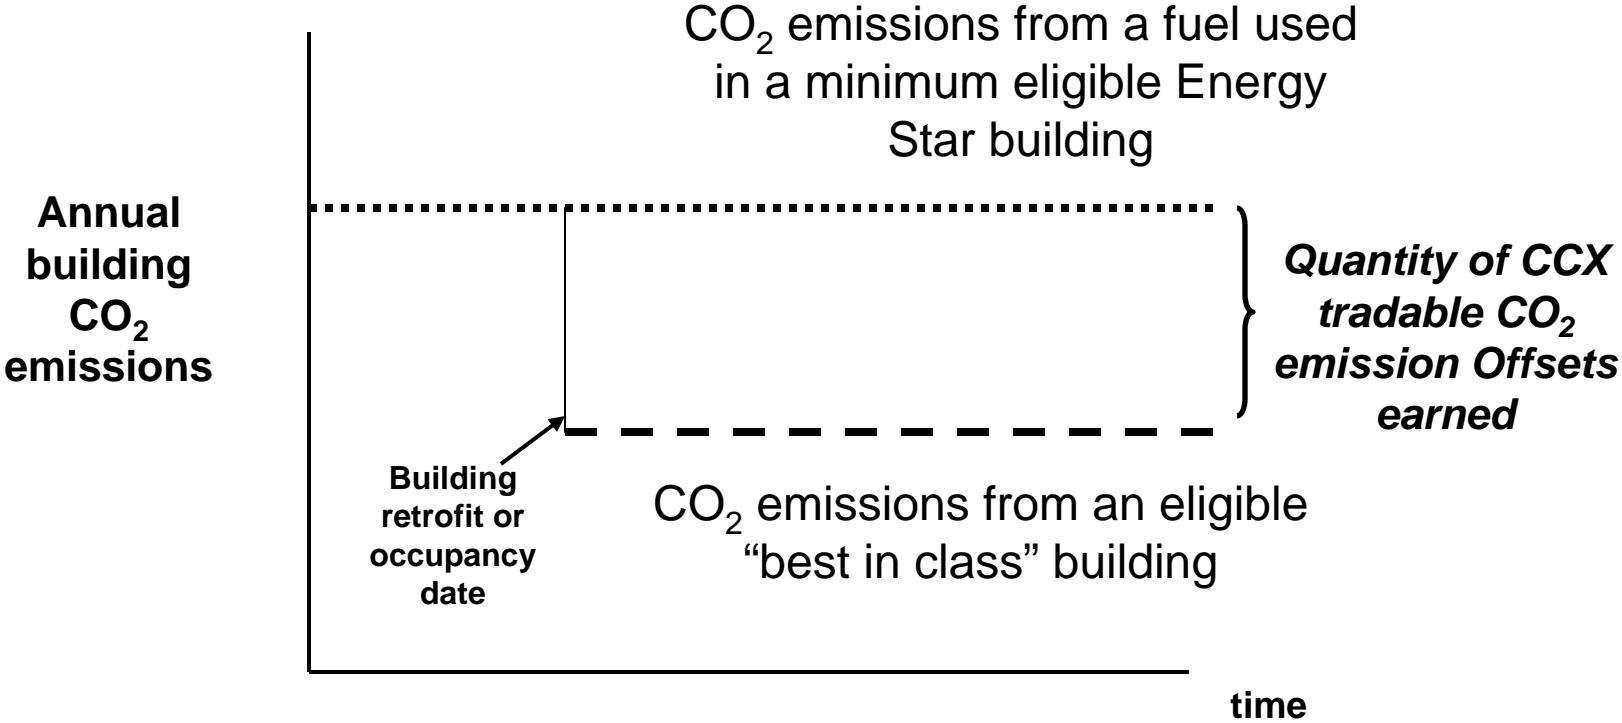 CO₂ emissions from a fuel used
in a minimum eligible Energy
Star building
Annual
building
CO₂
emissions
Quantity of CCX
tradable CO₂
emission Offsets
earned
Building
retrofit or
occupancy
date
CO₂ emissions from an eligible
“best in class” building
time